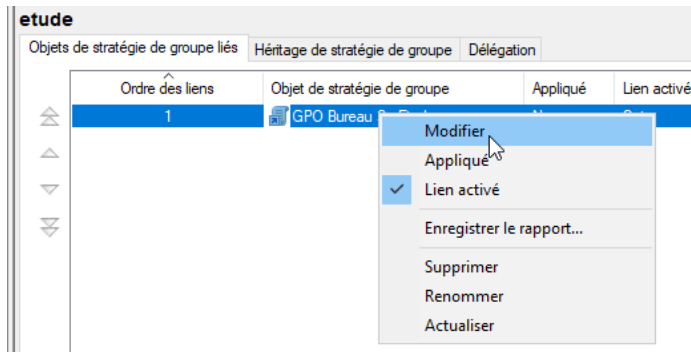 etude
Objets de stratégie de groupe liés Héritage de stratégie de groupe Délégation
Ordre des liens Objet de stratégie de groupe Appliqué Lien activé
1 GPO Bureau
Modifier
Appliqué
Lien activé
Enregistrer le rapport...
Supprimer
Renommer
Actualiser